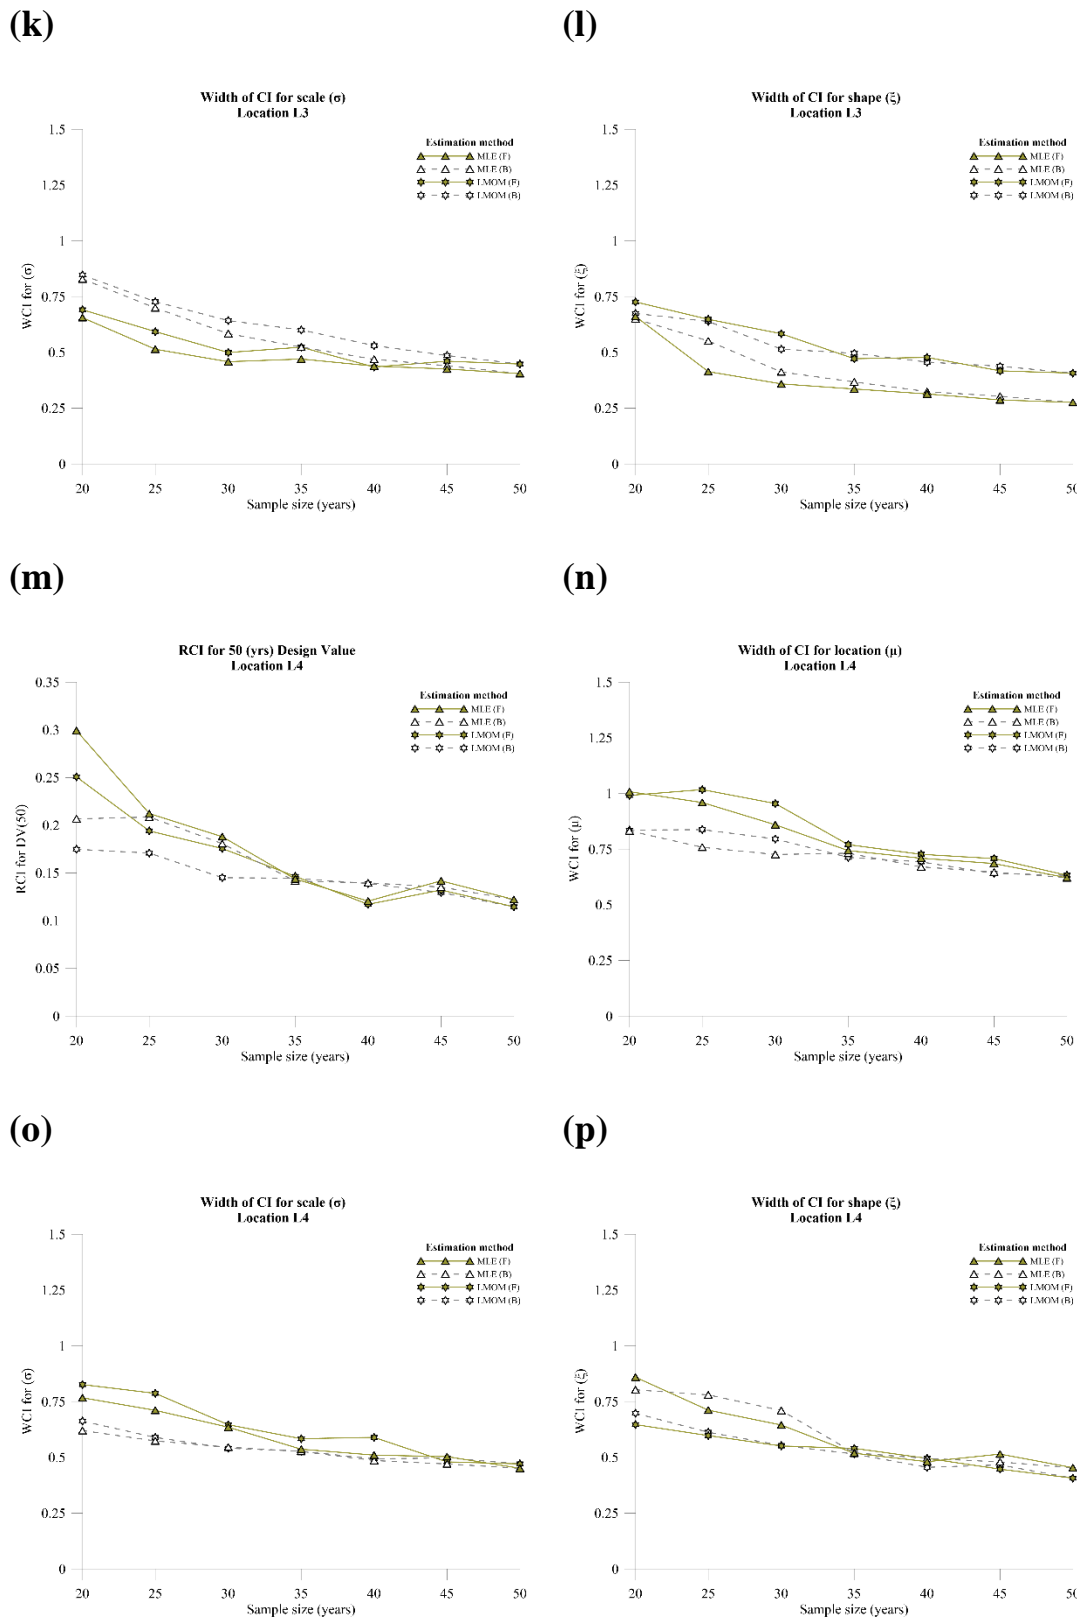 (k)
Width of CI for scale (σ)
Location L3
Estimation method
MLE (F)
MLE (B)
LMOM (F)
LMOM (B)
WCI for (σ)
1.5
1.25
1
0.75
0.5
0.25
0
20 25 30 35 40 45 50
Sample size (years)
(l)
Width of CI for shape (ξ)
Location L3
Estimation method
MLE (F)
MLE (B)
LMOM (F)
LMOM (B)
WCI for (ξ)
1.5
1.25
1
0.75
0.5
0.25
0
20 25 30 35 40 45 50
Sample size (years)
(m)
RCI for 50 (yrs) Design Value
Location L4
Estimation method
MLE (F)
MLE (B)
LMOM (F)
LMOM (B)
RCI for DV(50)
0.35
0.3
0.25
0.2
0.15
0.1
0.05
0
20 25 30 35 40 45 50
Sample size (years)
(n)
Width of CI for location (μ)
Location L4
Estimation method
MLE (F)
MLE (B)
LMOM (F)
LMOM (B)
WCI for (μ)
1.5
1.25
1
0.75
0.5
0.25
0
20 25 30 35 40 45 50
Sample size (years)
(o)
Width of CI for scale (σ)
Location L4
Estimation method
MLE (F)
MLE (B)
LMOM (F)
LMOM (B)
WCI for (σ)
1.5
1.25
1
0.75
0.5
0.25
0
20 25 30 35 40 45 50
Sample size (years)
(p)
Width of CI for shape (ξ)
Location L4
Estimation method
MLE (F)
MLE (B)
LMOM (F)
LMOM (B)
WCI for (ξ)
1.5
1.25
1
0.75
0.5
0.25
0
20 25 30 35 40 45 50
Sample size (years)